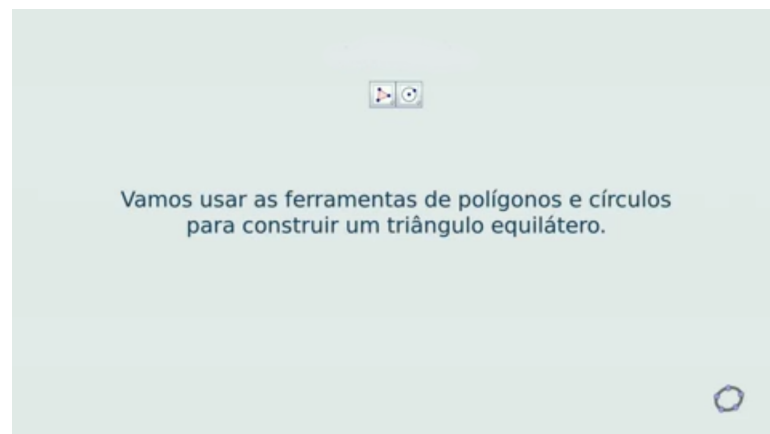 Vamos usar as ferramentas de polígonos e círculos
para construir um triângulo equilátero.